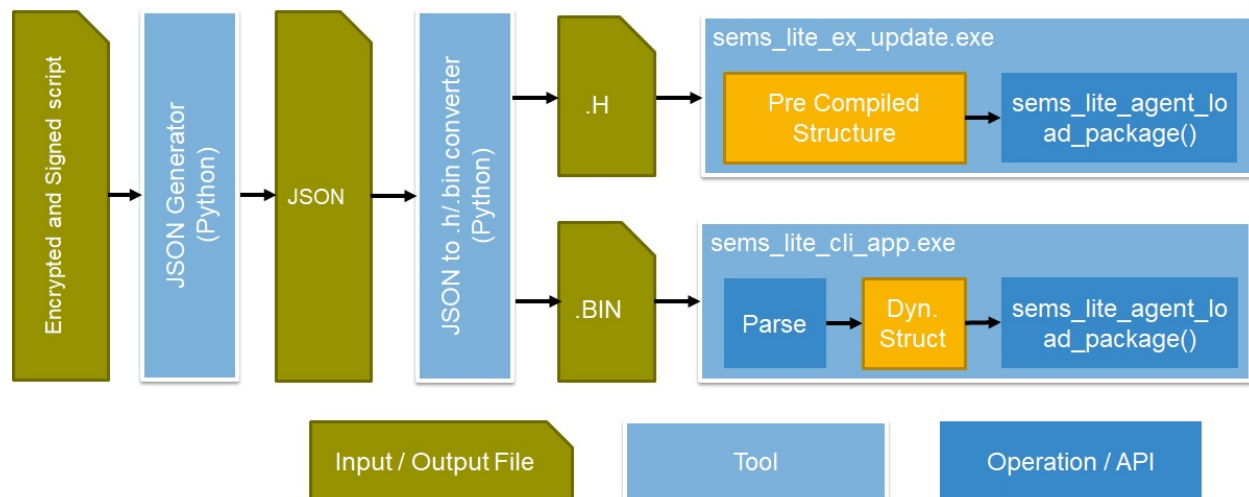 Encrypted and Signed script
JSON Generator
(Python)
JSON
JSON to .h/.bin converter
(Python)
.H
sems_lite_ex_update.exe
Pre Compiled
Structure
sems_lite_agent_lo
ad_package()
.BIN
sems_lite_cli_app.exe
Parse
Dyn.
Struct
sems_lite_agent_lo
ad_package()
Input / Output File
Tool
Operation / API